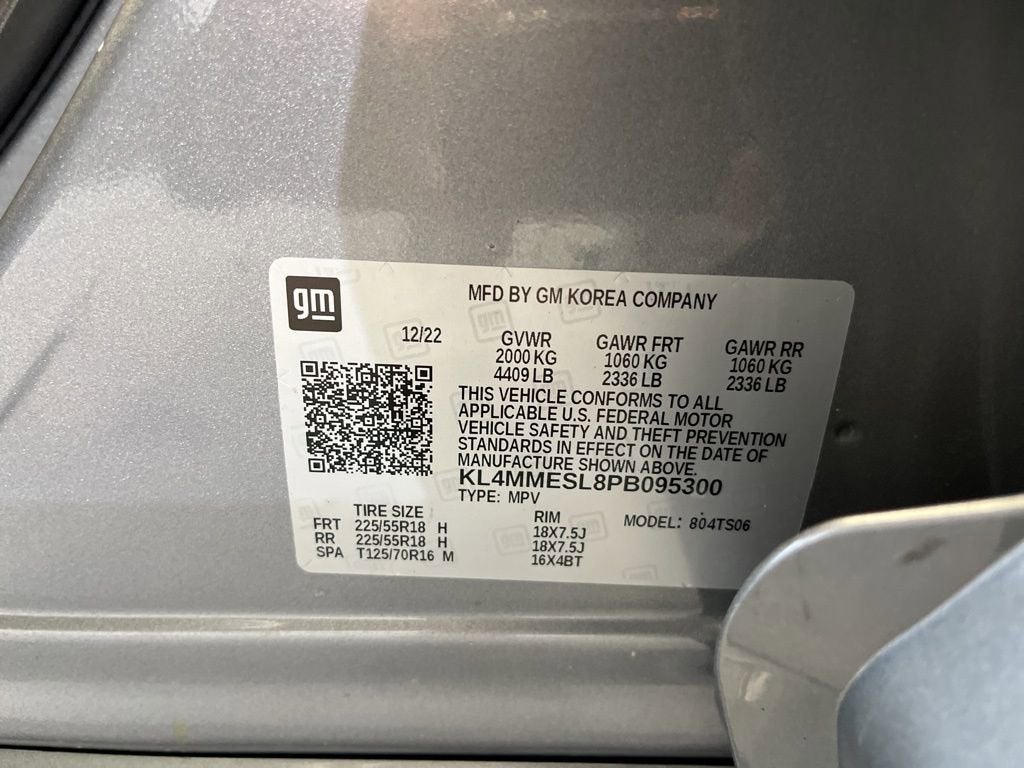 gm
MFD BY GM KOREA COMPANY
12/22
GVWR GAWR FRT GAWR RR
2000 KG 1060 KG 1060 KG
4409 LB 2336 LB 2336 LB
THIS VEHICLE CONFORMS TO ALL
APPLICABLE U.S. FEDERAL MOTOR
VEHICLE SAFETY AND THEFT PREVENTION
STANDARDS IN EFFECT ON THE DATE OF
MANUFACTURE SHOWN ABOVE.
KL4MMESL8PB095300
TYPE: MPV
TIRE SIZE RIM MODEL: 804TS06
FRT 225/55R18 H 18X7.5J
RR 225/55R18 H 18X7.5J
SPA T125/70R16 M 16X4BT